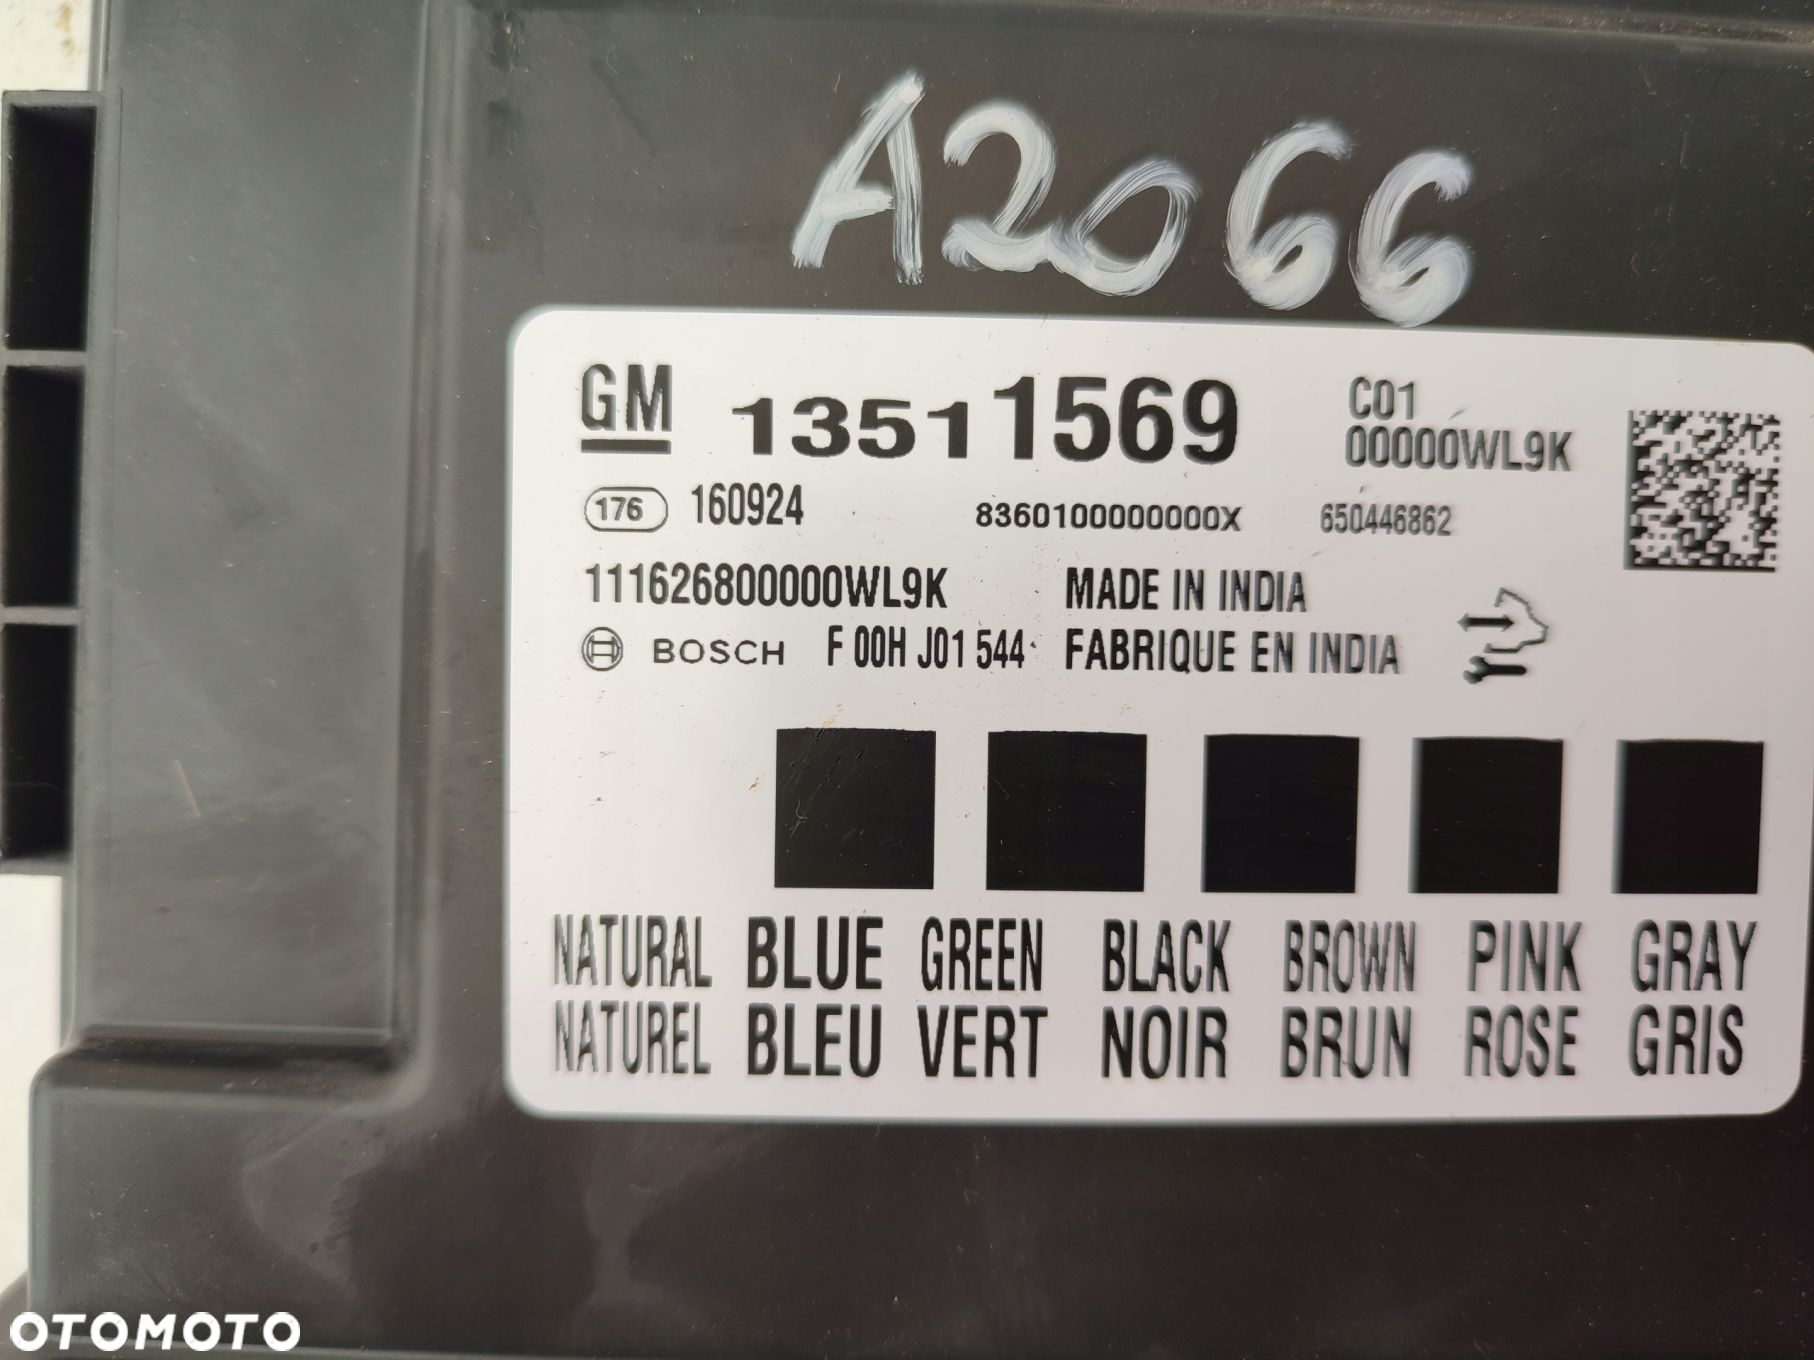 A2066
GM 13511569 C01
00000WL9K
176 160924 8360100000000X 650446862
111626800000WL9K MADE IN INDIA
BOSCH F 00H J01 544 FABRIQUE EN INDIA
NATURAL BLUE GREEN BLACK BROWN PINK GRAY
NATUREL BLEU VERT NOIR BRUN ROSE GRIS
OTOMOTO